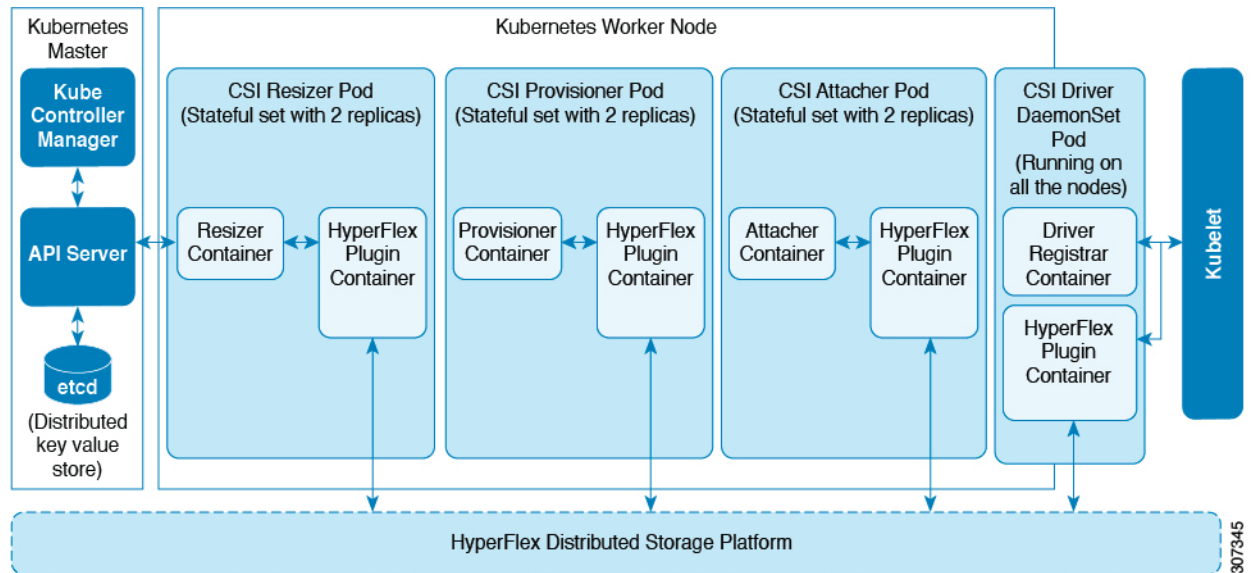 Kubernetes
Master
Kube
Controller
Manager
API Server
etcd
(Distributed
key value
store)
Kubernetes Worker Node
CSI Resizer Pod
(Stateful set with 2 replicas)
Resizer
Container
HyperFlex
Plugin
Container
CSI Provisioner Pod
(Stateful set with 2 replicas)
Provisioner
Container
HyperFlex
Plugin
Container
CSI Attacher Pod
(Stateful set with 2 replicas)
Attacher
Container
HyperFlex
Plugin
Container
CSI Driver
DaemonSet
Pod
(Running on
all the nodes)
Driver
Registrar
Container
HyperFlex
Plugin
Container
Kubelet
HyperFlex Distributed Storage Platform
307345